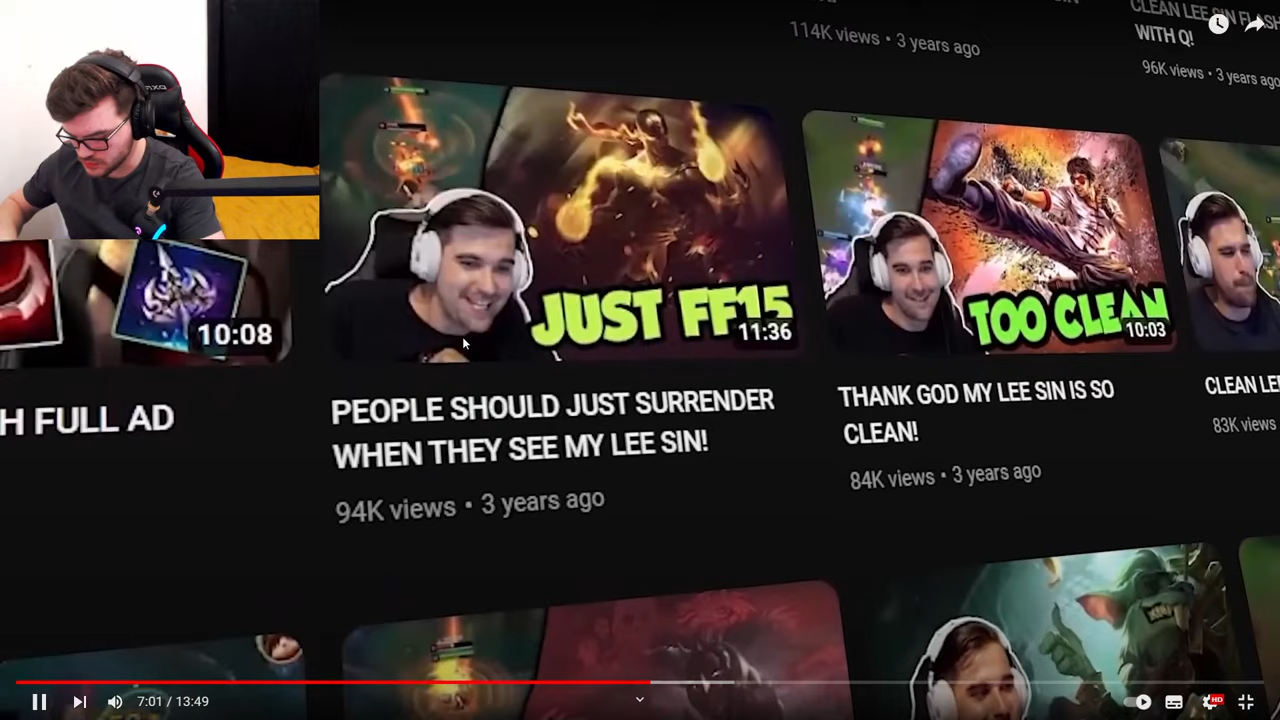 114K views • 3 years ago
CLEAN LEE SIN FLASH
WITH Q!
96K views • 3 years ago
10:08
JUST FF15
11:36
TOO CLEAN
10:03
H FULL AD
PEOPLE SHOULD JUST SURRENDER
WHEN THEY SEE MY LEE SIN!
94K views • 3 years ago
THANK GOD MY LEE SIN IS SO
CLEAN!
84K views • 3 years ago
CLEAN LEE
83K views
7:01 / 13:49
HD